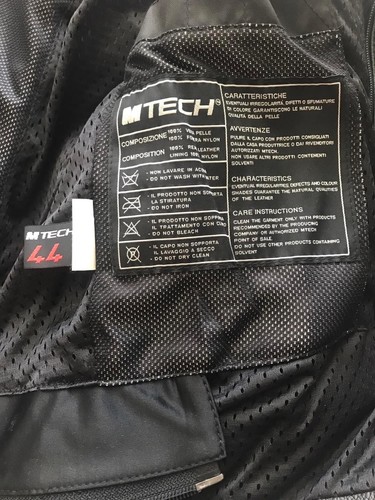 MTECH
COMPOSIZIONE: 100% VERA PELLE
FODERA NYLON
COMPOSITION: 100% REAL LEATHER
LINING 100% NYLON
- NON LAVARE IN ACQUA
- DO NOT WASH WITH WATER
- IL PRODOTTO NON SOPPORTA
LA STIRATURA
- DO NOT IRON
- IL PRODOTTO NON SOPPORTA
IL TRATTAMENTO CON
- DO NOT BLEACH
- IL CAPO NON SOPPORTA
IL LAVAGGIO A SECCO
- DO NOT DRY CLEAN
CARATTERISTICHE
EVENTUALI IRREGOLARITÀ, DIFETTI O SFUMATURE
DI COLORE GARANTISCONO LE NATURALI
QUALITÀ DELLA PELLE
AVVERTENZE
PULIRE IL CAPO CON PRODOTTI CONSIGLIATI
DALLA CASA PRODUTTRICE O DAI RIVENDITORI
AUTORIZZATI MTECH.
NON USARE ALTRI PRODOTTI CONTENENTI
SOLVENTI
CHARACTERISTICS
EVENTUAL IRREGULARITIES, DEFECTS AND COLOUR
SHADES GUARANTEE THE NATURAL QUALITIES
OF THE LEATHER
CARE INSTRUCTIONS
CLEAN THE GARMENT ONLY WITH PRODUCTS
RECOMMENDED BY THE PRODUCING
COMPANY OR AUTHORIZED MTECH
POINT OF SALE
DO NOT USE OTHER PRODUCTS CONTAINING
SOLVENT
MTECH
44